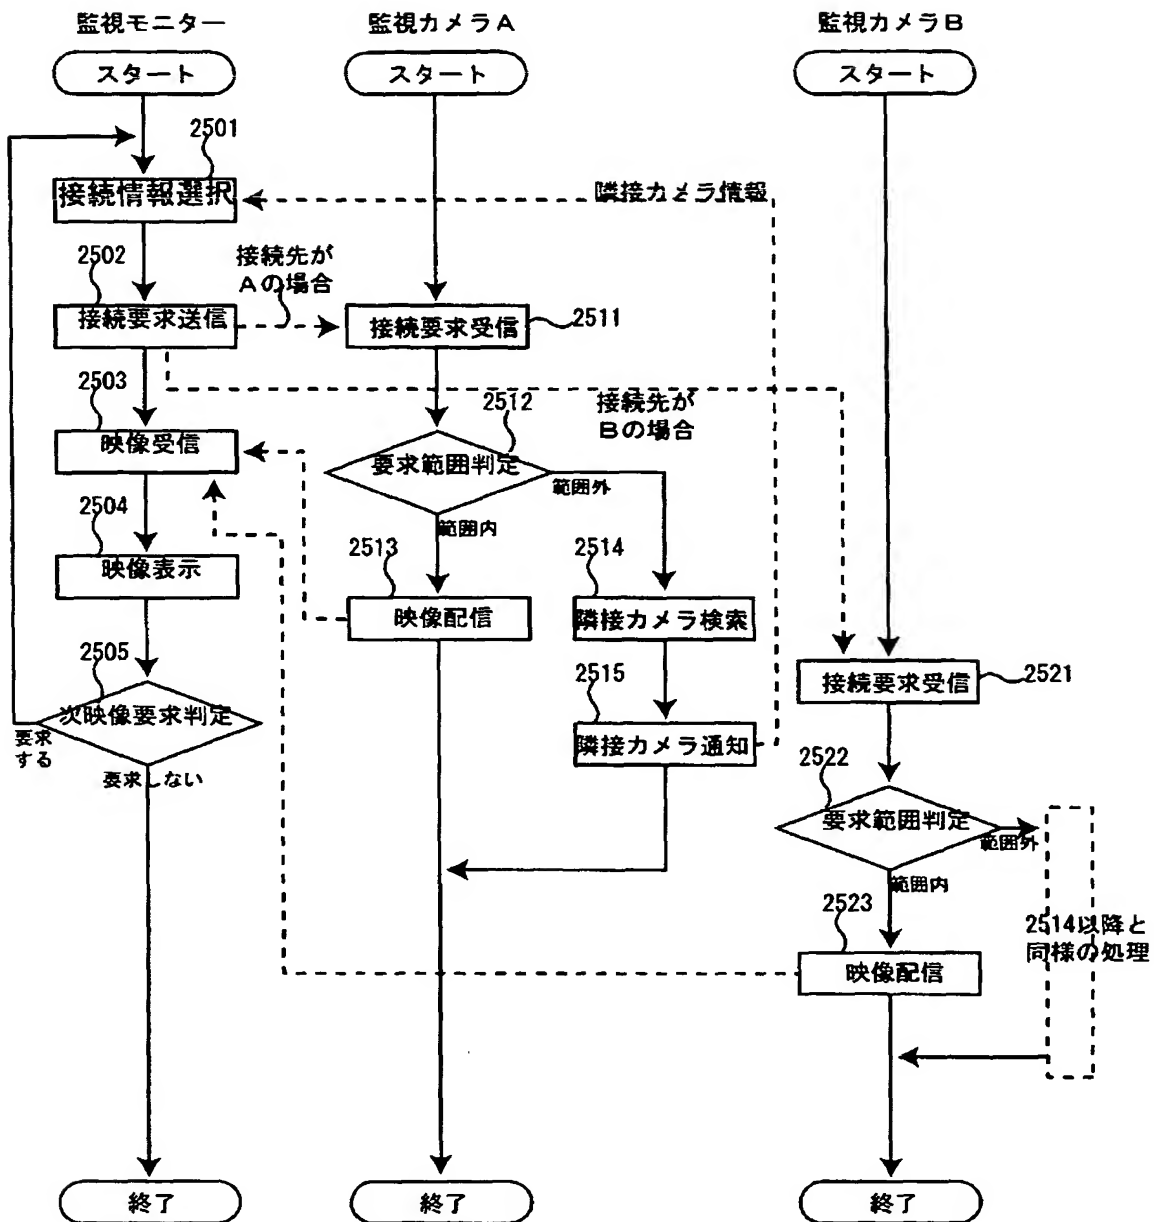 監視モニター
監視カメラA
監視カメラB
スタート
スタート
スタート
2501
接続情報選択
隣接カメラ情報
2502
接続先が
Aの場合
接続要求送信
接続要求受信
2511
2503
2512
接続先が
Bの場合
映像受信
要求範囲判定
範囲外
範囲内
2504
2513
2514
映像表示
映像配信
隣接カメラ検索
2505
2515
接続要求受信
2521
次映像要求判定
要求
する
要求しない
隣接カメラ通知
2522
要求範囲判定
範囲外
範囲内
2523
2514以降と
同様の処理
映像配信
終了
終了
終了